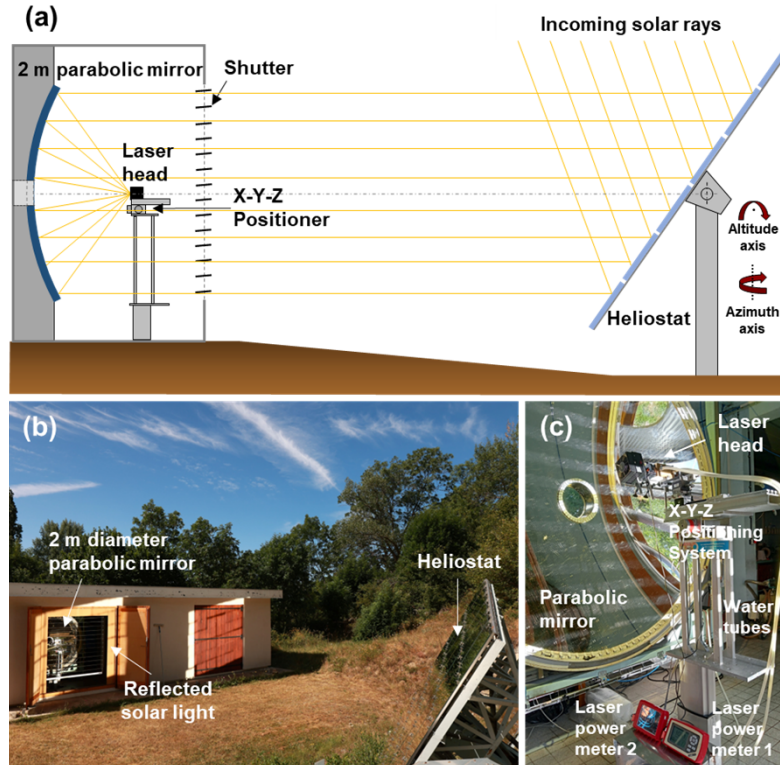 (a)
Incoming solar rays
2 m parabolic mirror
Shutter
Laser
head
X-Y-Z
Positioner
Altitude
axis
Heliostat
Azimuth
axis
(b)
2 m diameter
parabolic mirror
Heliostat
Reflected
solar light
(c)
Laser
head
X-Y-Z
Positioning
System
Parabolic
mirror
Water
tubes
Laser
power
meter 2
Laser
power
meter 1